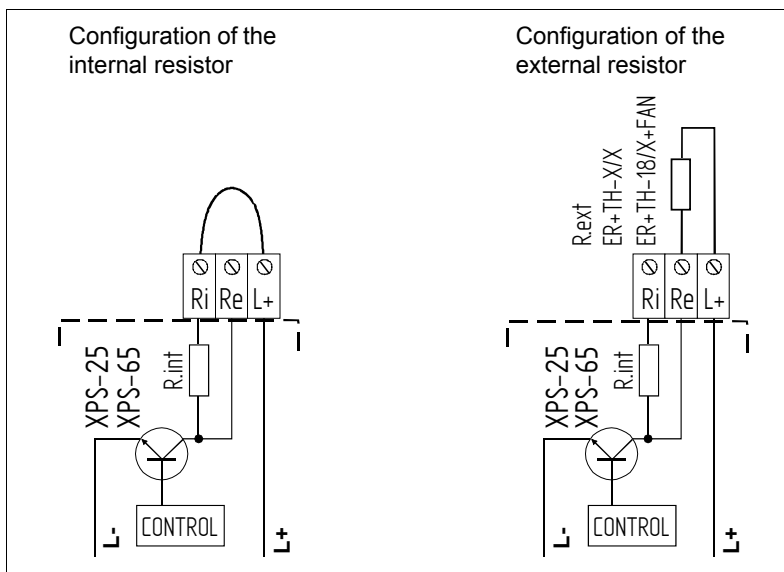 Configuration of the
internal resistor
Ri Re L+
XPS-25
XPS-65
R.int
CONTROL
L-
L+
Configuration of the
external resistor
R.ext
ER+TH-X/X
ER+TH-18/X+FAN
Ri Re L+
XPS-25
XPS-65
R.int
CONTROL
L-
L+